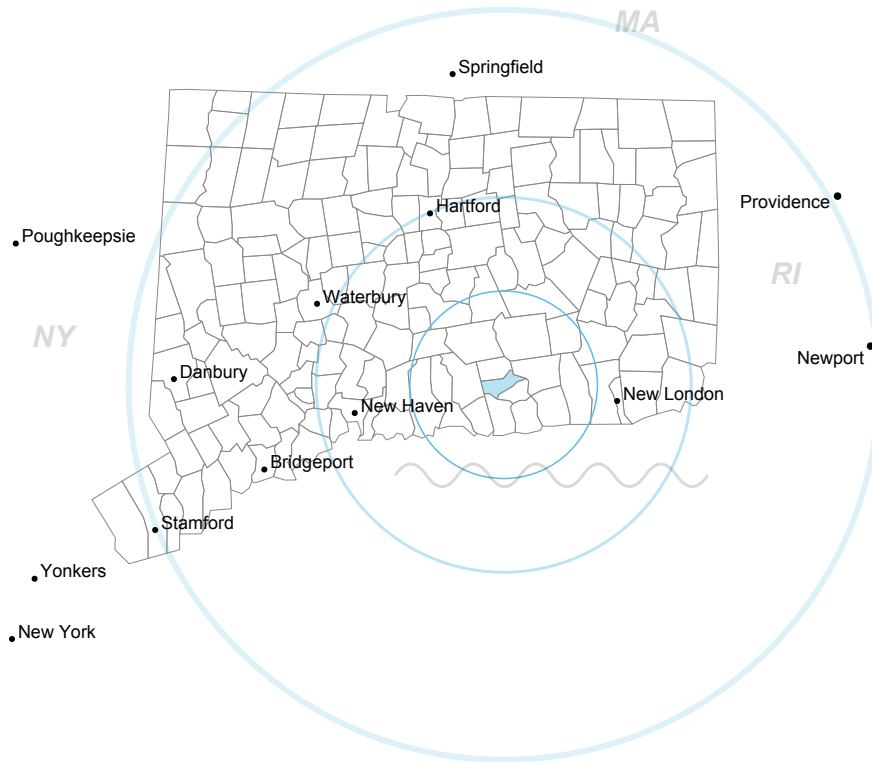 MA
Springfield
Providence
Hartford
Poughkeepsie
RI
Waterbury
NY
Newport
Danbury
New London
New Haven
Bridgeport
Stamford
Yonkers
New York